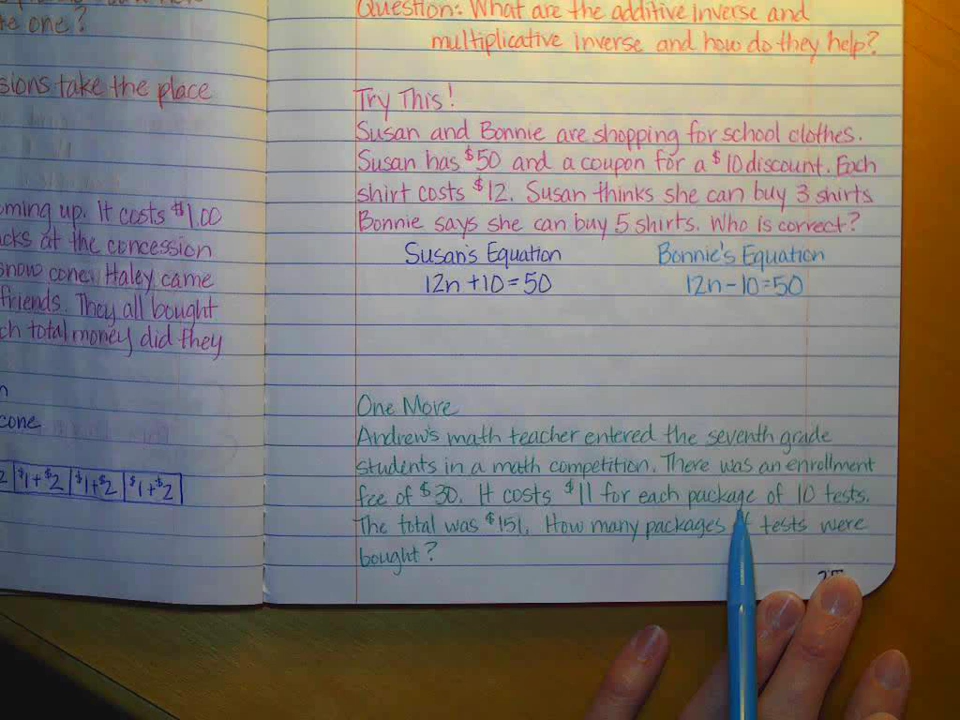 te one?
sions take the place
oming up. It costs $1.00
cks at the concession
snow cone. Haley came
friends. They all bought
ch total money did they
n
cone
2 $1+$2 $1+$2 $1+$2
Question: What are the additive inverse and
multiplicative inverse and how do they help?
Try This!
Susan and Bonnie are shopping for school clothes.
Susan has $50 and a coupon for a $10 discount. Each
shirt costs $12. Susan thinks she can buy 3 shirts
Bonnie says she can buy 5 shirts. Who is correct?
Susan's Equation Bonnie's Equation
12n+10=50 12n-10=50
One More
Andrew's math teacher entered the seventh grade
students in a math competition. There was an enrollment
fee of $30. It costs $11 for each package of 10 tests.
The total was $151. How many packages of tests were
bought?